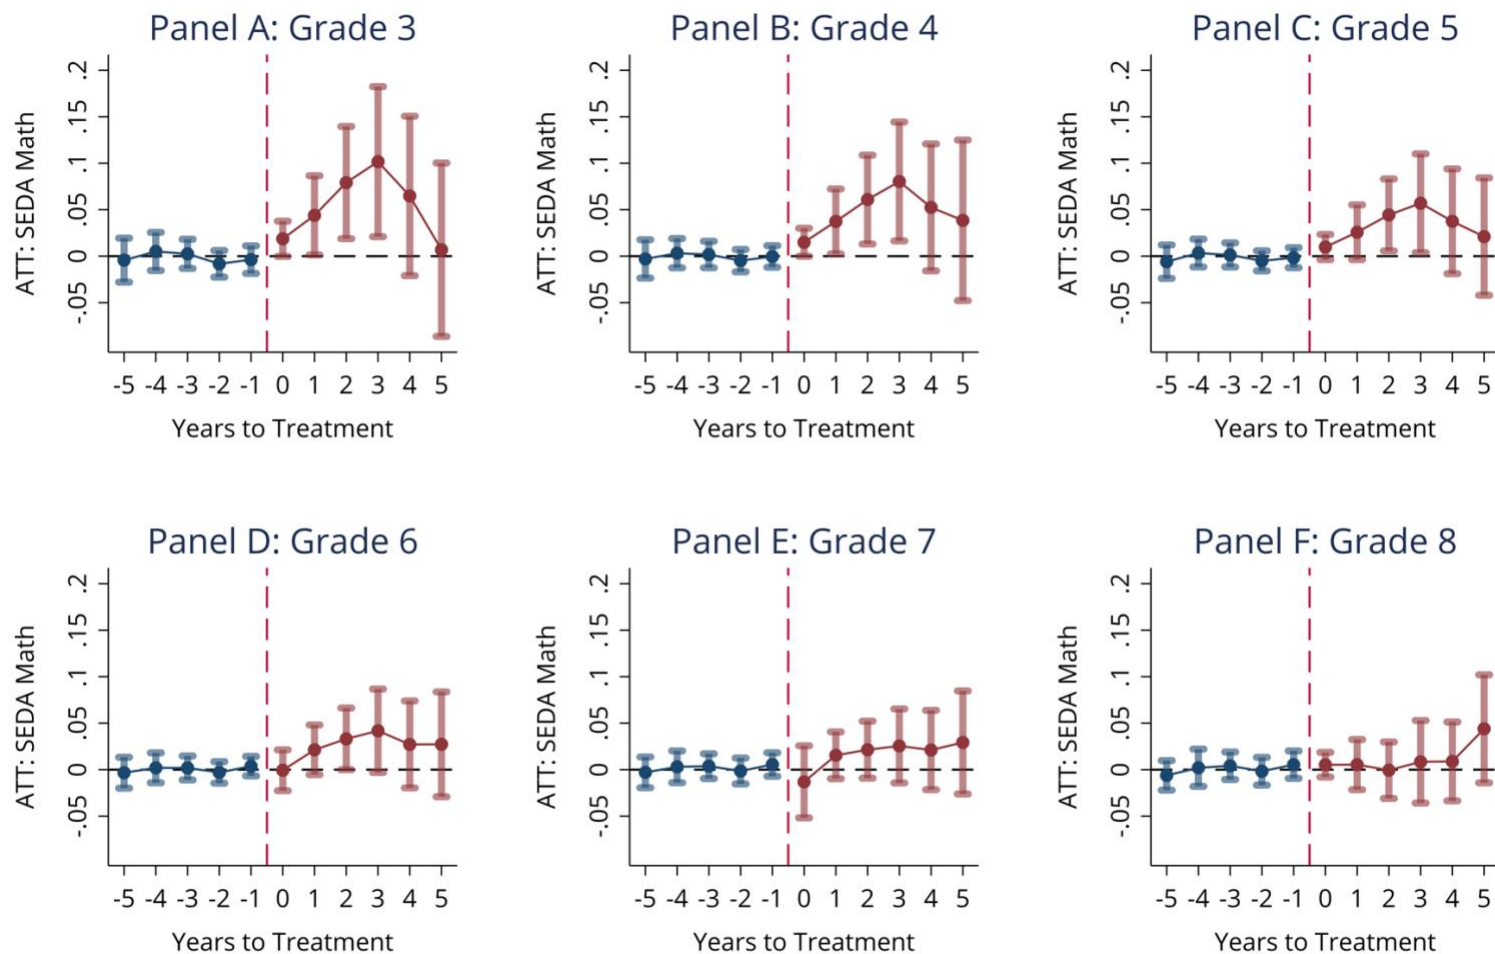 Panel A: Grade 3
ATT: SEDA Math
.2
.15
.1
.05
0
-.05
-5 -4 -3 -2 -1 0 1 2 3 4 5
Years to Treatment
Panel B: Grade 4
ATT: SEDA Math
.2
.15
.1
.05
0
-.05
-5 -4 -3 -2 -1 0 1 2 3 4 5
Years to Treatment
Panel C: Grade 5
ATT: SEDA Math
.2
.15
.1
.05
0
-.05
-5 -4 -3 -2 -1 0 1 2 3 4 5
Years to Treatment
Panel D: Grade 6
ATT: SEDA Math
.2
.15
.1
.05
0
-.05
-5 -4 -3 -2 -1 0 1 2 3 4 5
Years to Treatment
Panel E: Grade 7
ATT: SEDA Math
.2
.15
.1
.05
0
-.05
-5 -4 -3 -2 -1 0 1 2 3 4 5
Years to Treatment
Panel F: Grade 8
ATT: SEDA Math
.2
.15
.1
.05
0
-.05
-5 -4 -3 -2 -1 0 1 2 3 4 5
Years to Treatment